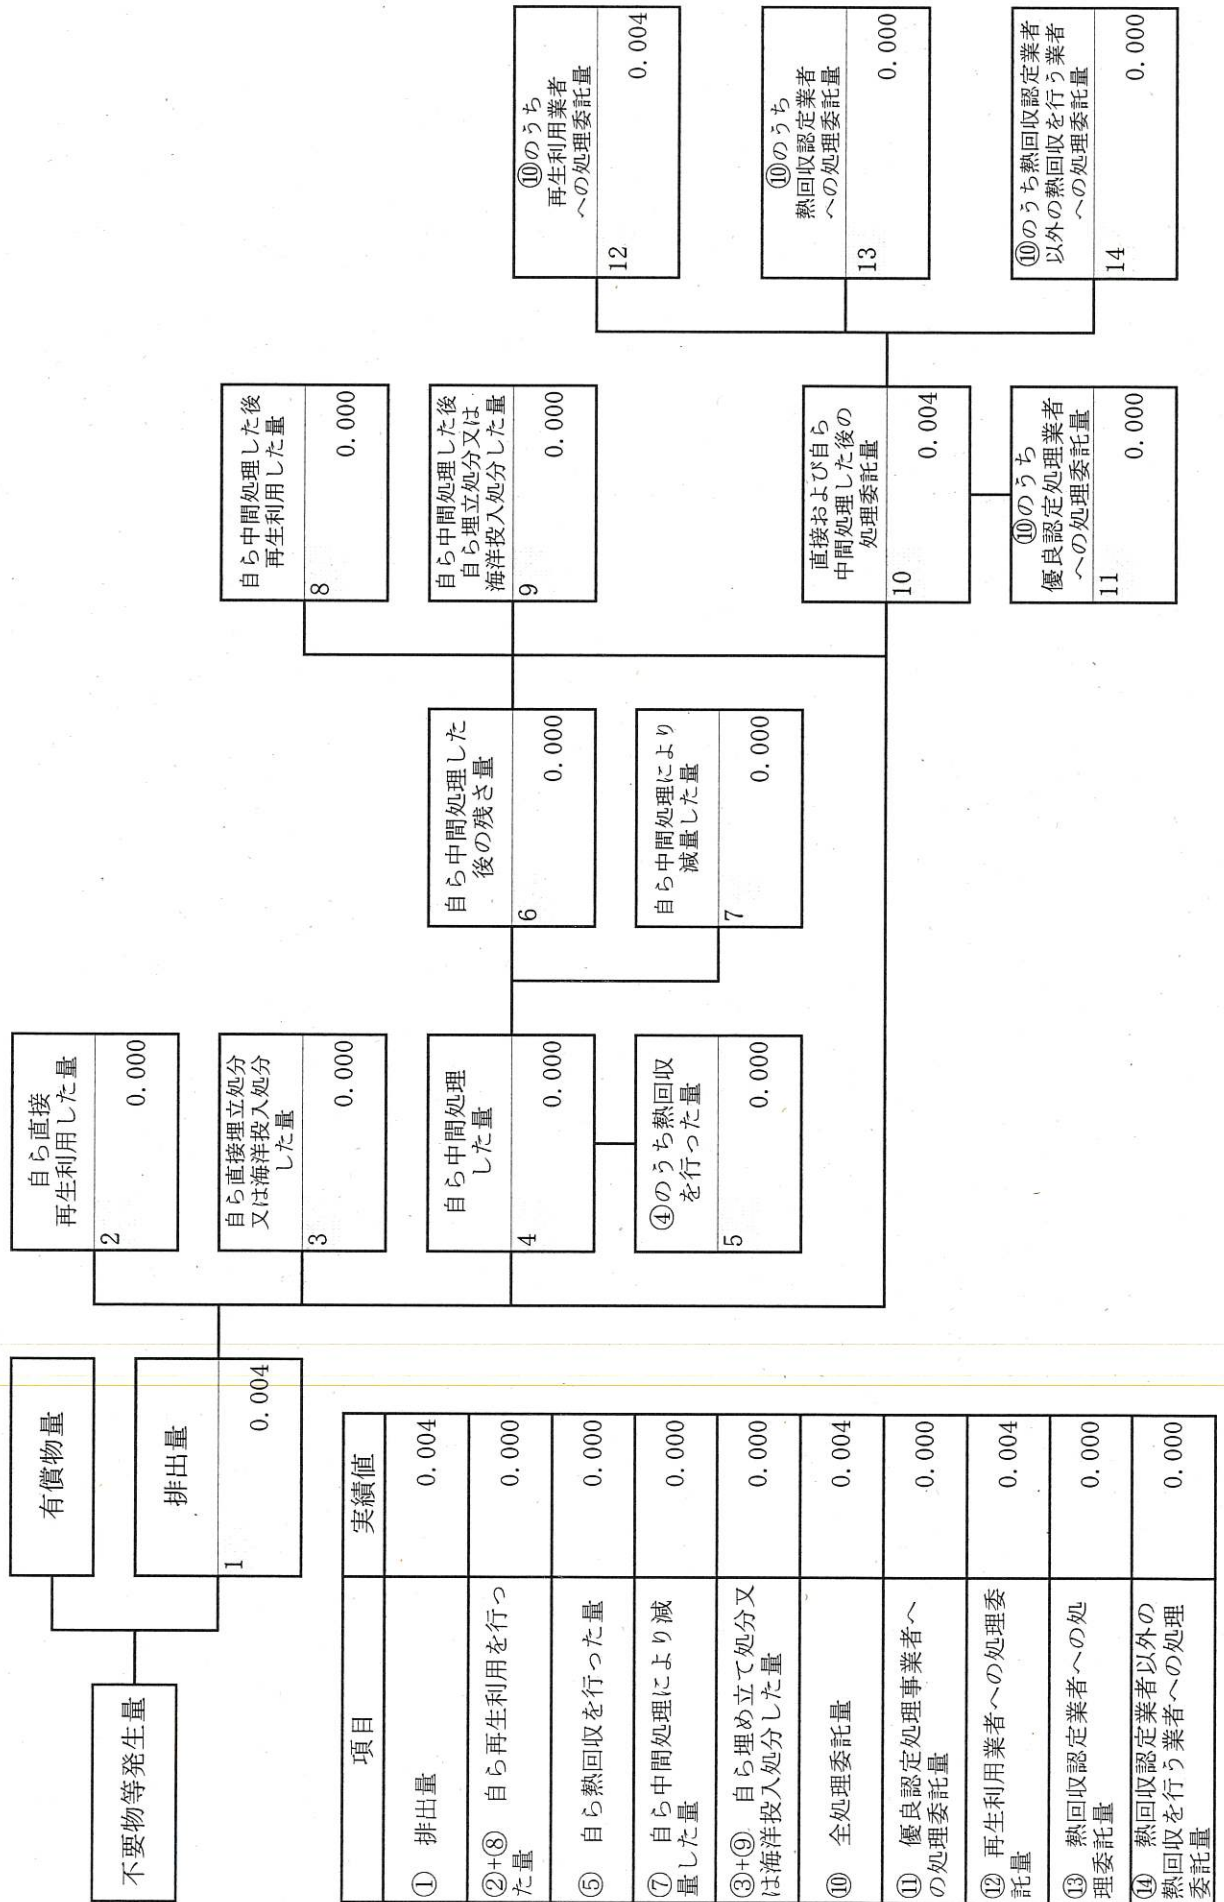 不要物等発生量
有償物量
排出量
1
0.004
自ら直接
再生利用した量
2
0.000
自ら直接埋立処分
又は海洋投入処分
した量
3
0.000
自ら中間処理
した量
4
0.000
④のうち熱回収
を行った量
5
0.000
自ら中間処理した
後の残さ量
6
0.000
自ら中間処理により
減量した量
7
0.000
自ら中間処理した後
再生利用した量
8
0.000
自ら中間処理した後
自ら埋立処分又は
海洋投入処分した量
9
0.000
直接および自ら
中間処理した後の
処理委託量
10
0.004
⑩のうち
優良認定処理業者
への処理委託量
11
0.000
⑩のうち
再生利用業者
への処理委託量
12
0.004
⑩のうち
熱回収認定業者
への処理委託量
13
0.000
⑩のうち熱回収認定業者
以外の熱回収を行う業者
への処理委託量
14
0.000
項目 実績値
① 排出量 0.004
②+⑧ 自ら再生利用を行っ
た量 0.000
⑤ 自ら熱回収を行った量 0.000
⑦ 自ら中間処理により減
量した量 0.000
③+⑨ 自ら埋め立て処分又
は海洋投入処分した量 0.000
⑩ 全処理委託量 0.004
⑪ 優良認定処理事業者へ
の処理委託量 0.000
⑫ 再生利用業者への処理委
託量 0.004
⑬ 熱回収認定業者への処
理委託量 0.000
⑭ 熱回収認定業者以外の
熱回収を行う業者への処理
委託量 0.000